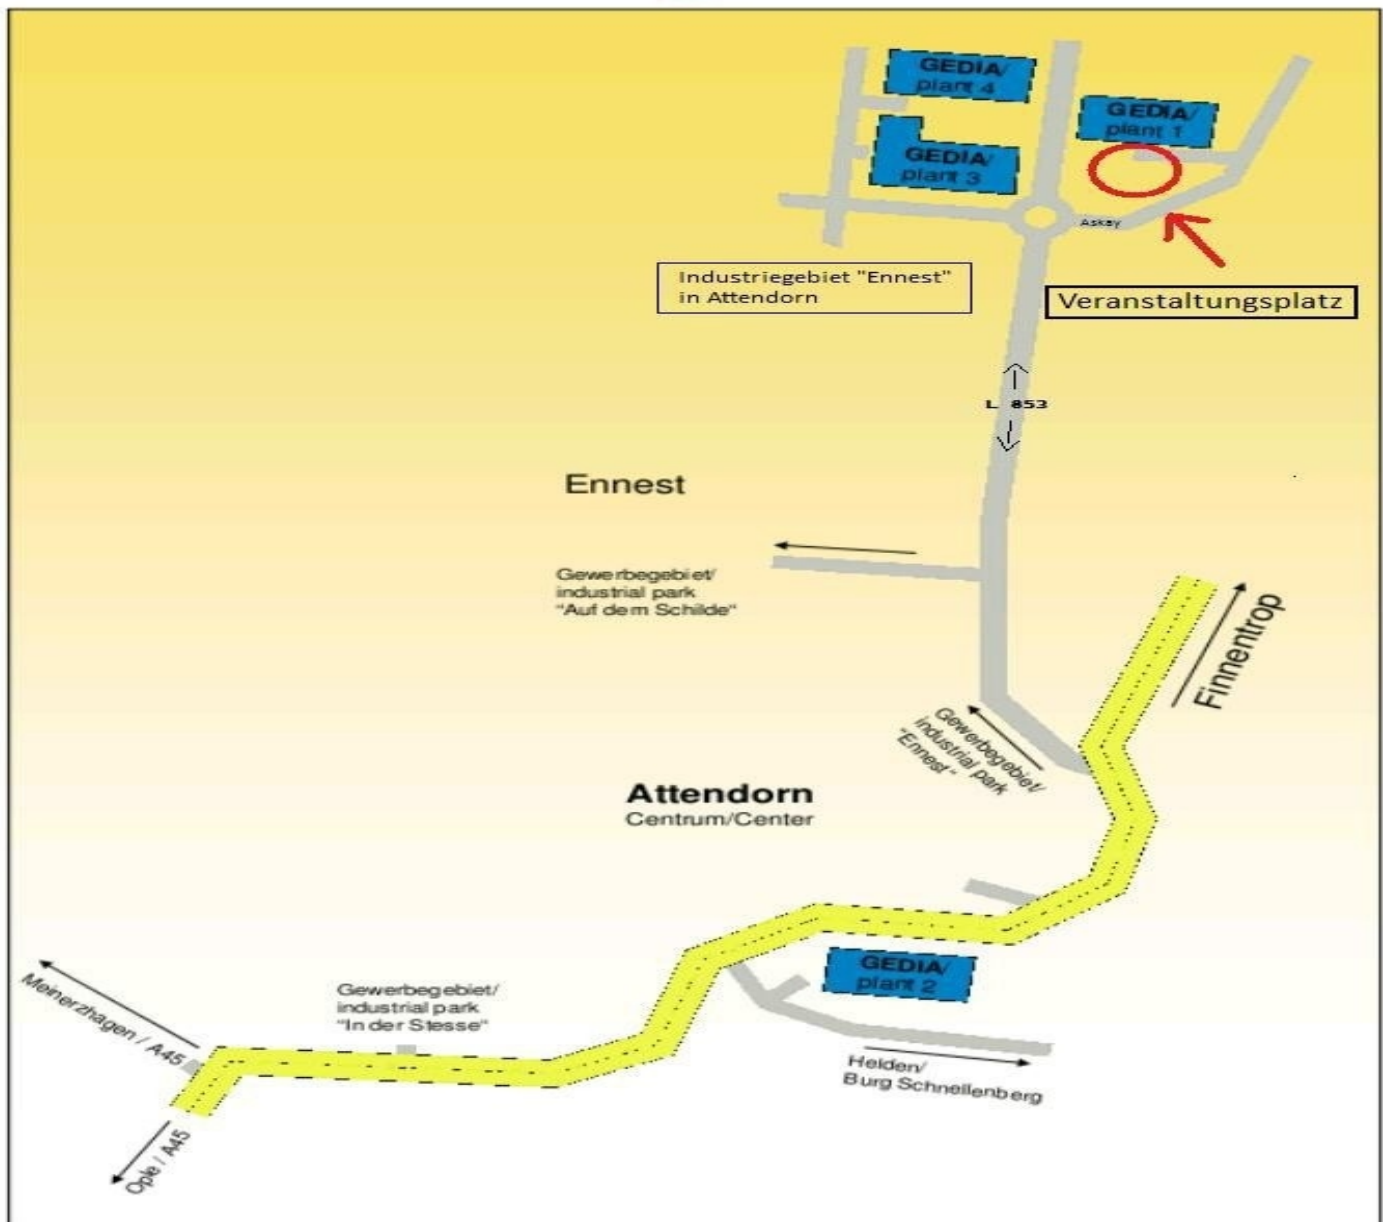 GEDIA/
plant 4
GEDIA/
plant 1
GEDIA/
plant 3
Askay
Industriegebiet "Ennest"
in Attendorn
Veranstaltungsplatz
L 853
Ennest
Gewerbegebiet/
industrial park
"Auf dem Schilde"
Finnentrop
Gewerbegebiet/
industrial park
"Ennest"
Attendorn
Centrum/Center
GEDIA/
plant 2
Meinerzhagen / A45
Gewerbegebiet/
industrial park
"In der Stesse"
Helden/
Burg Schnellenberg
Ople / A45